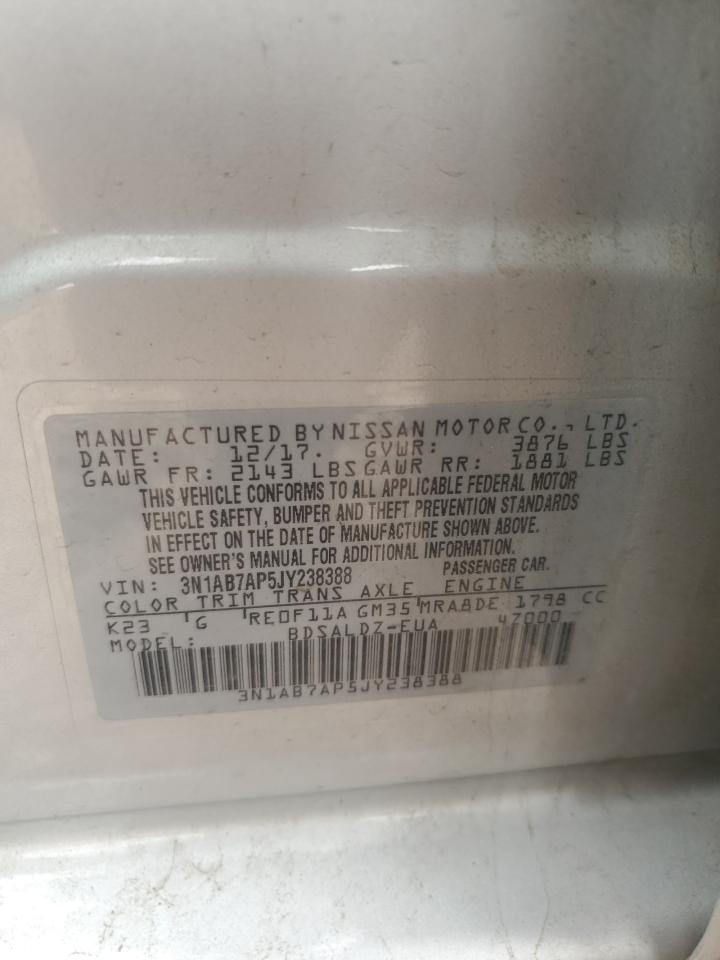 MANUFACTURED BY NISSAN MOTOR CO., LTD.
DATE: 12/17. GVWR: 3876 LBS
GAWR FR: 2143 LBS GAWR RR: 1881 LBS
THIS VEHICLE CONFORMS TO ALL APPLICABLE FEDERAL MOTOR
VEHICLE SAFETY, BUMPER AND THEFT PREVENTION STANDARDS
IN EFFECT ON THE DATE OF MANUFACTURE SHOWN ABOVE.
SEE OWNER'S MANUAL FOR ADDITIONAL INFORMATION.
VIN: 3N1AB7AP5JY238388 PASSENGER CAR.
COLOR TRIM TRANS AXLE ENGINE
K23 G RE0F11A GM35 MRA8DE 1798 CC
MODEL: BDSALDZ-EUA 47000
3N1AB7AP5JY238388